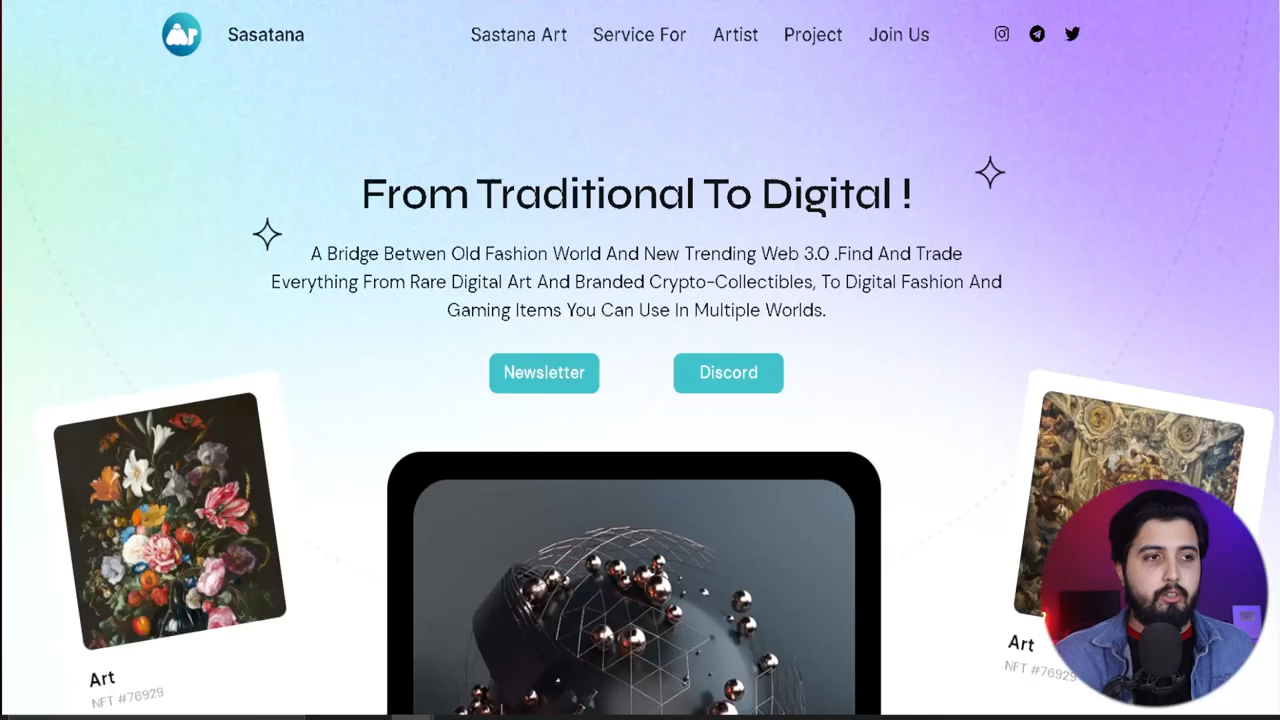 Sasatana
Sastana Art Service For Artist Project Join Us
From Traditional To Digital !
A Bridge Betwen Old Fashion World And New Trending Web 3.0 .Find And Trade
Everything From Rare Digital Art And Branded Crypto-Collectibles, To Digital Fashion And
Gaming Items You Can Use In Multiple Worlds.
Newsletter Discord
Art
NFT #76929
Art
NFT #76929